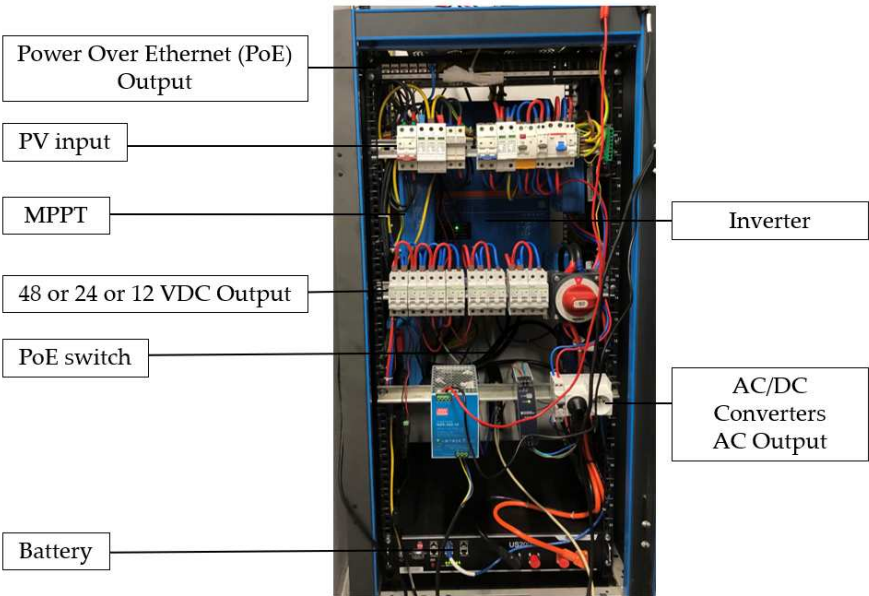 Power Over Ethernet (PoE)
Output
PV input
MPPT
Inverter
48 or 24 or 12 VDC Output
PoE switch
AC/DC
Converters
AC Output
Battery